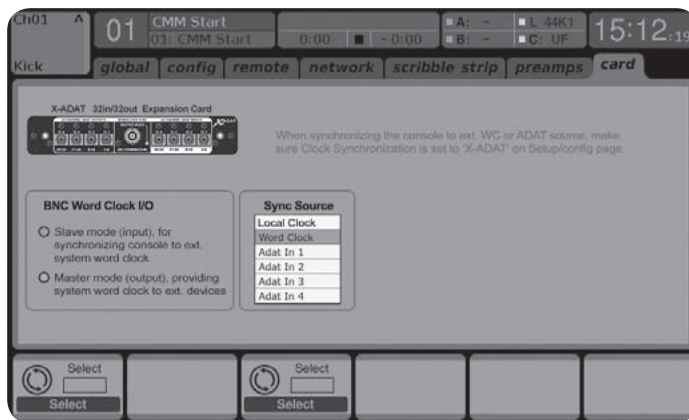 Ch01 A
01
CMM Start
01: CMM Start
0:00
- 0:00
A: -
B: -
L 44K1
C: UF
15:12:19
Kick
global
config
remote
network
scribble strip
preamps
card
X-ADAT 32in/32out Expansion Card
When synchronizing the console to ext. WC or ADAT source, make
sure Clock Synchronization is set to 'X-ADAT' on Setup/config page.
BNC Word Clock I/O
Slave mode (input), for
synchronizing console to ext.
system word clock
Master mode (output), providing
system word clock to ext. devices
Sync Source
Local Clock
Word Clock
Adat In 1
Adat In 2
Adat In 3
Adat In 4
Select
Select
Select
Select